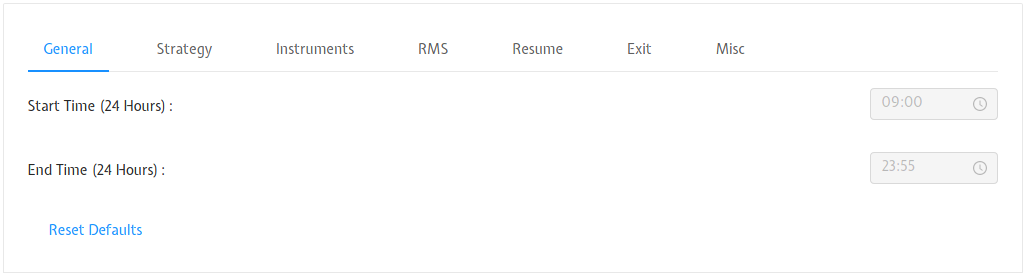 General Strategy Instruments RMS Resume Exit Misc
Start Time (24 Hours) : 09:00
End Time (24 Hours) : 23:55
Reset Defaults